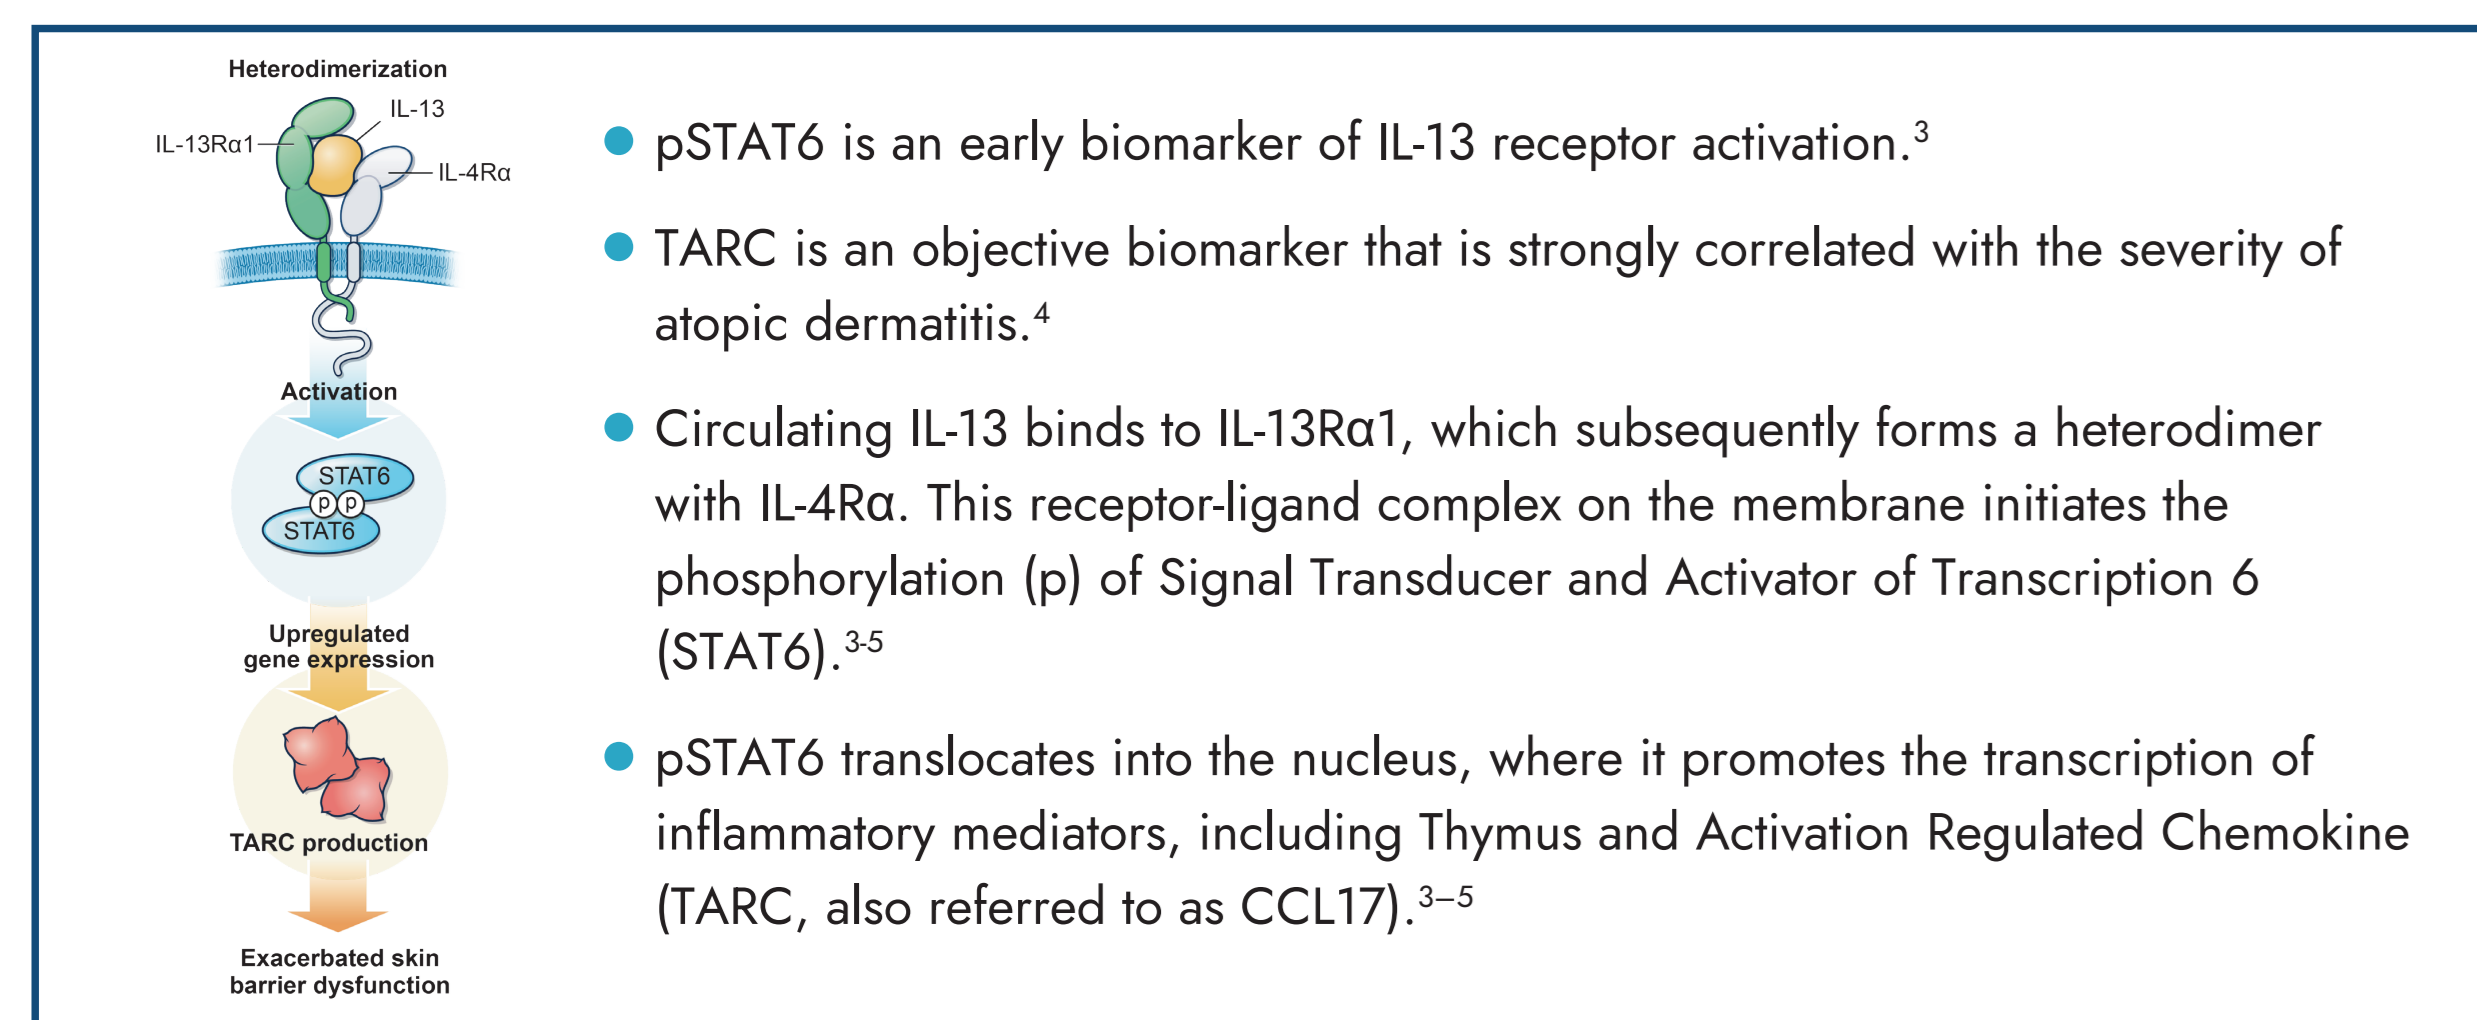 Heterodimerization
IL-13
IL-13Rα1
IL-4Rα
Activation
STAT6
p p
STAT6
Upregulated
gene expression
TARC production
Exacerbated skin
barrier dysfunction
● pSTAT6 is an early biomarker of IL-13 receptor activation.³
● TARC is an objective biomarker that is strongly correlated with the severity of
atopic dermatitis.⁴
● Circulating IL-13 binds to IL-13Rα1, which subsequently forms a heterodimer
with IL-4Rα. This receptor-ligand complex on the membrane initiates the
phosphorylation (p) of Signal Transducer and Activator of Transcription 6
(STAT6).³⁻⁵
● pSTAT6 translocates into the nucleus, where it promotes the transcription of
inflammatory mediators, including Thymus and Activation Regulated Chemokine
(TARC, also referred to as CCL17).³⁻⁵